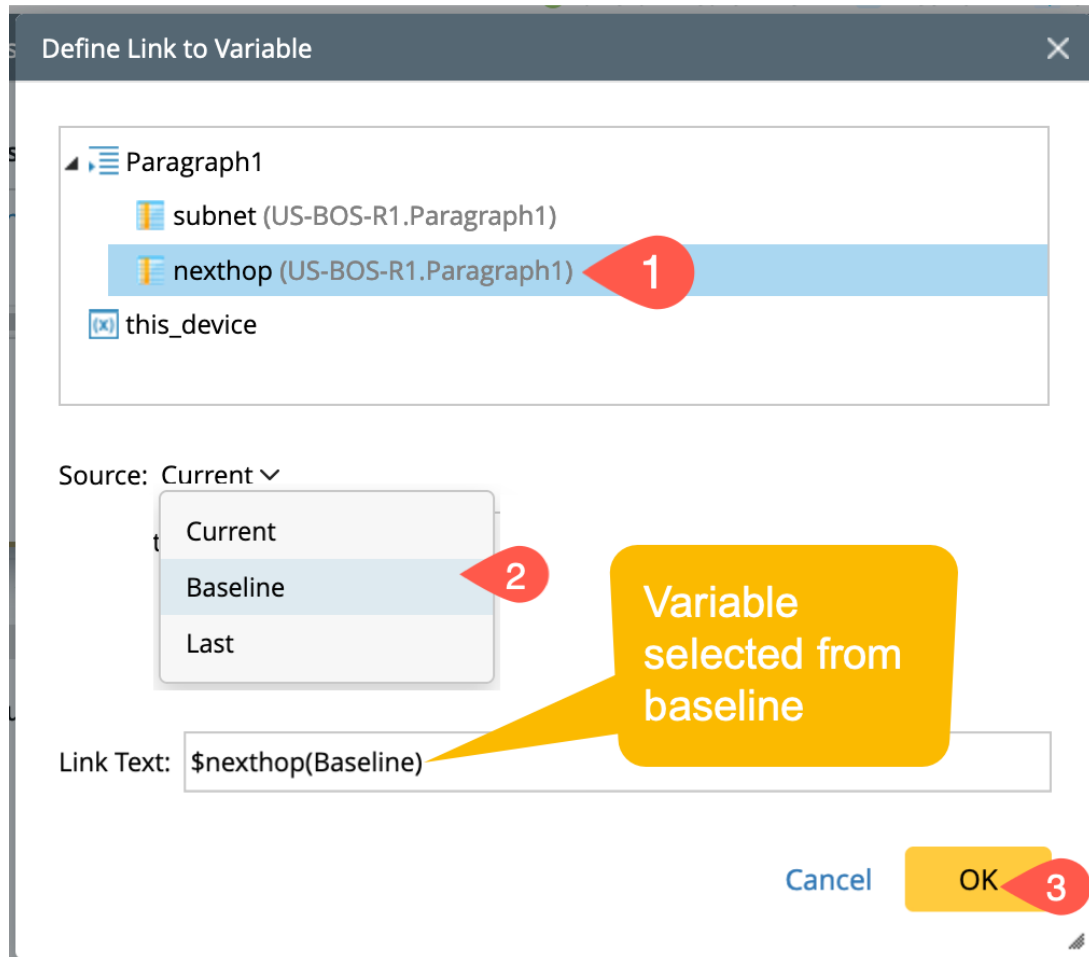 Define Link to Variable
Paragraph1
subnet (US-BOS-R1.Paragraph1)
nexthop (US-BOS-R1.Paragraph1)
1
this_device
Source: Current
Current
Baseline
2
Last
Variable
selected from
baseline
Link Text: $nexthop(Baseline)
Cancel
OK
3